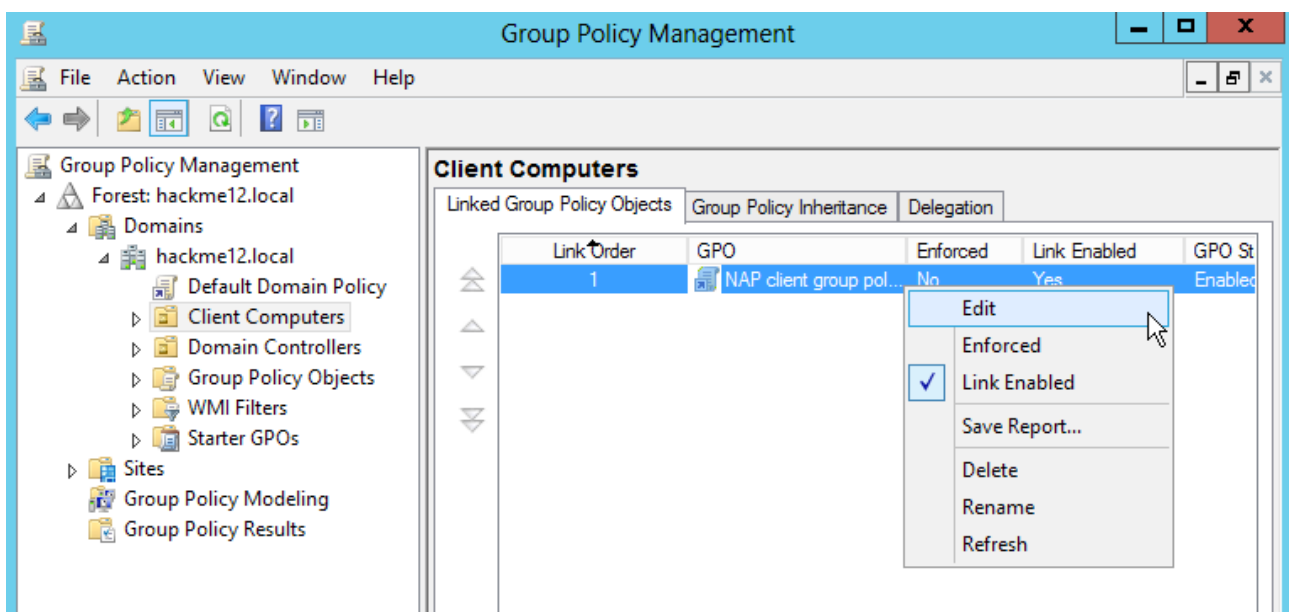 Group Policy Management
File Action View Window Help
Group Policy Management
Forest: hackme12.local
Domains
hackme12.local
Default Domain Policy
Client Computers
Domain Controllers
Group Policy Objects
WMI Filters
Starter GPOs
Sites
Group Policy Modeling
Group Policy Results
Client Computers
Linked Group Policy Objects Group Policy Inheritance Delegation
Link Order GPO Enforced Link Enabled GPO St
1 NAP client group pol... No Yes Enabled
Edit
Enforced
Link Enabled
Save Report...
Delete
Rename
Refresh